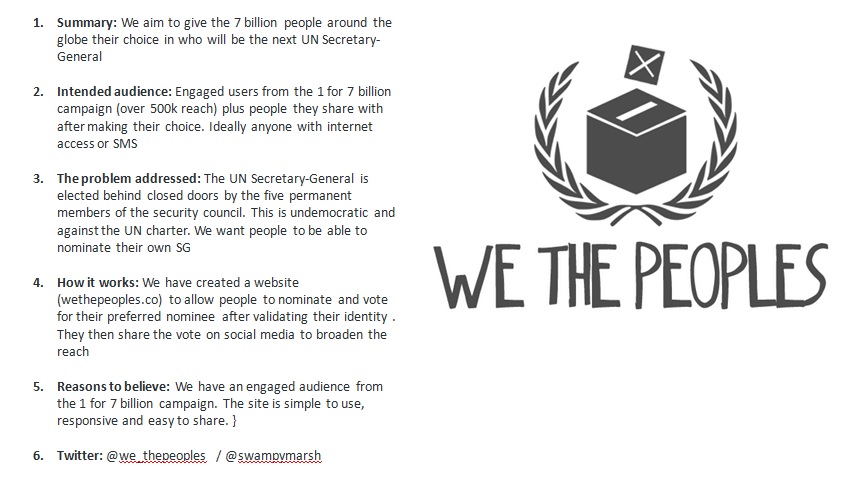 1. Summary: We aim to give the 7 billion people around the
globe their choice in who will be the next UN Secretary-
General
2. Intended audience: Engaged users from the 1 for 7 billion
campaign (over 500k reach) plus people they share with
after making their choice. Ideally anyone with internet
access or SMS
3. The problem addressed: The UN Secretary-General is
elected behind closed doors by the five permanent
members of the security council. This is undemocratic and
against the UN charter. We want people to be able to
nominate their own SG
4. How it works: We have created a website
(wethepeoples.co) to allow people to nominate and vote
for their preferred nominee after validating their identity .
They then share the vote on social media to broaden the
reach
5. Reasons to believe: We have an engaged audience from
the 1 for 7 billion campaign. The site is simple to use,
responsive and easy to share. }
6. Twitter: @we_thepeoples / @swampymarsh
WE THE PEOPLES